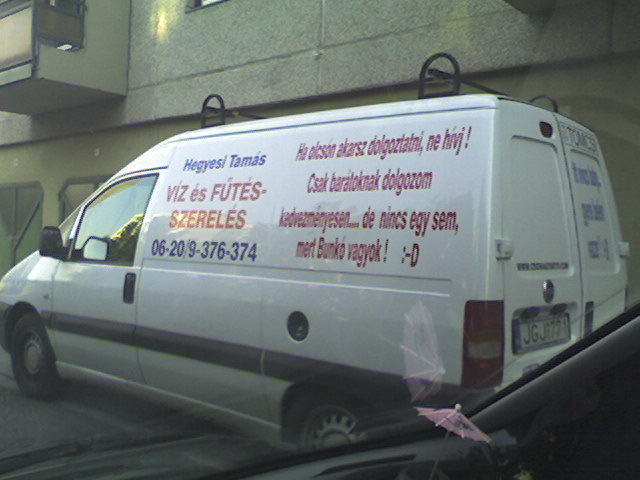 Hegyesi Tamás
VÍZ és FŰTÉS-
SZERELÉS
06-20/9-376-374
Ha olcsón akarsz dolgoztatni, ne hívj !
Csak barátoknak dolgozom
kedvezményesen.... de nincs egy sem,
mert Bunkó vagyok ! :-D